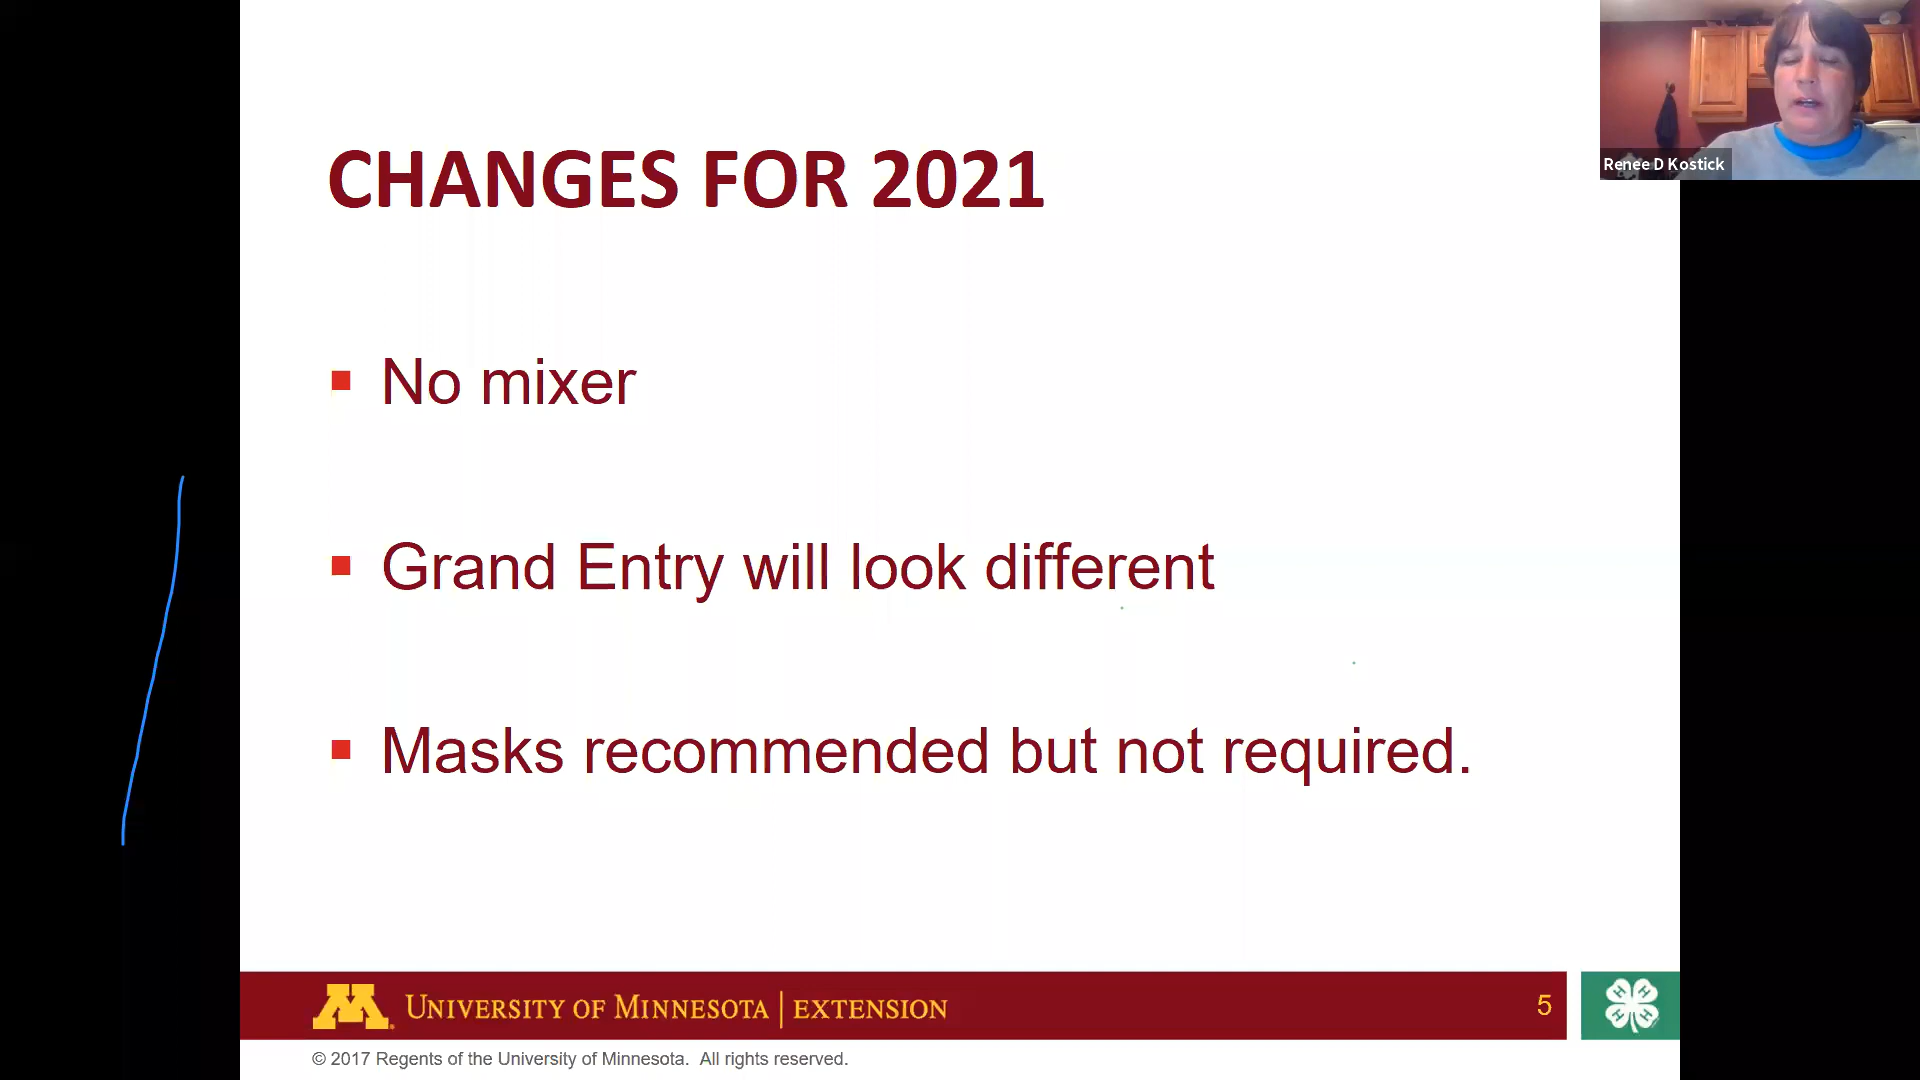 CHANGES FOR 2021
Renee D Kostick
No mixer
Grand Entry will look different
Masks recommended but not required.
M
UNIVERSITY OF MINNESOTA | EXTENSION
5
H H
H H
© 2017 Regents of the University of Minnesota. All rights reserved.